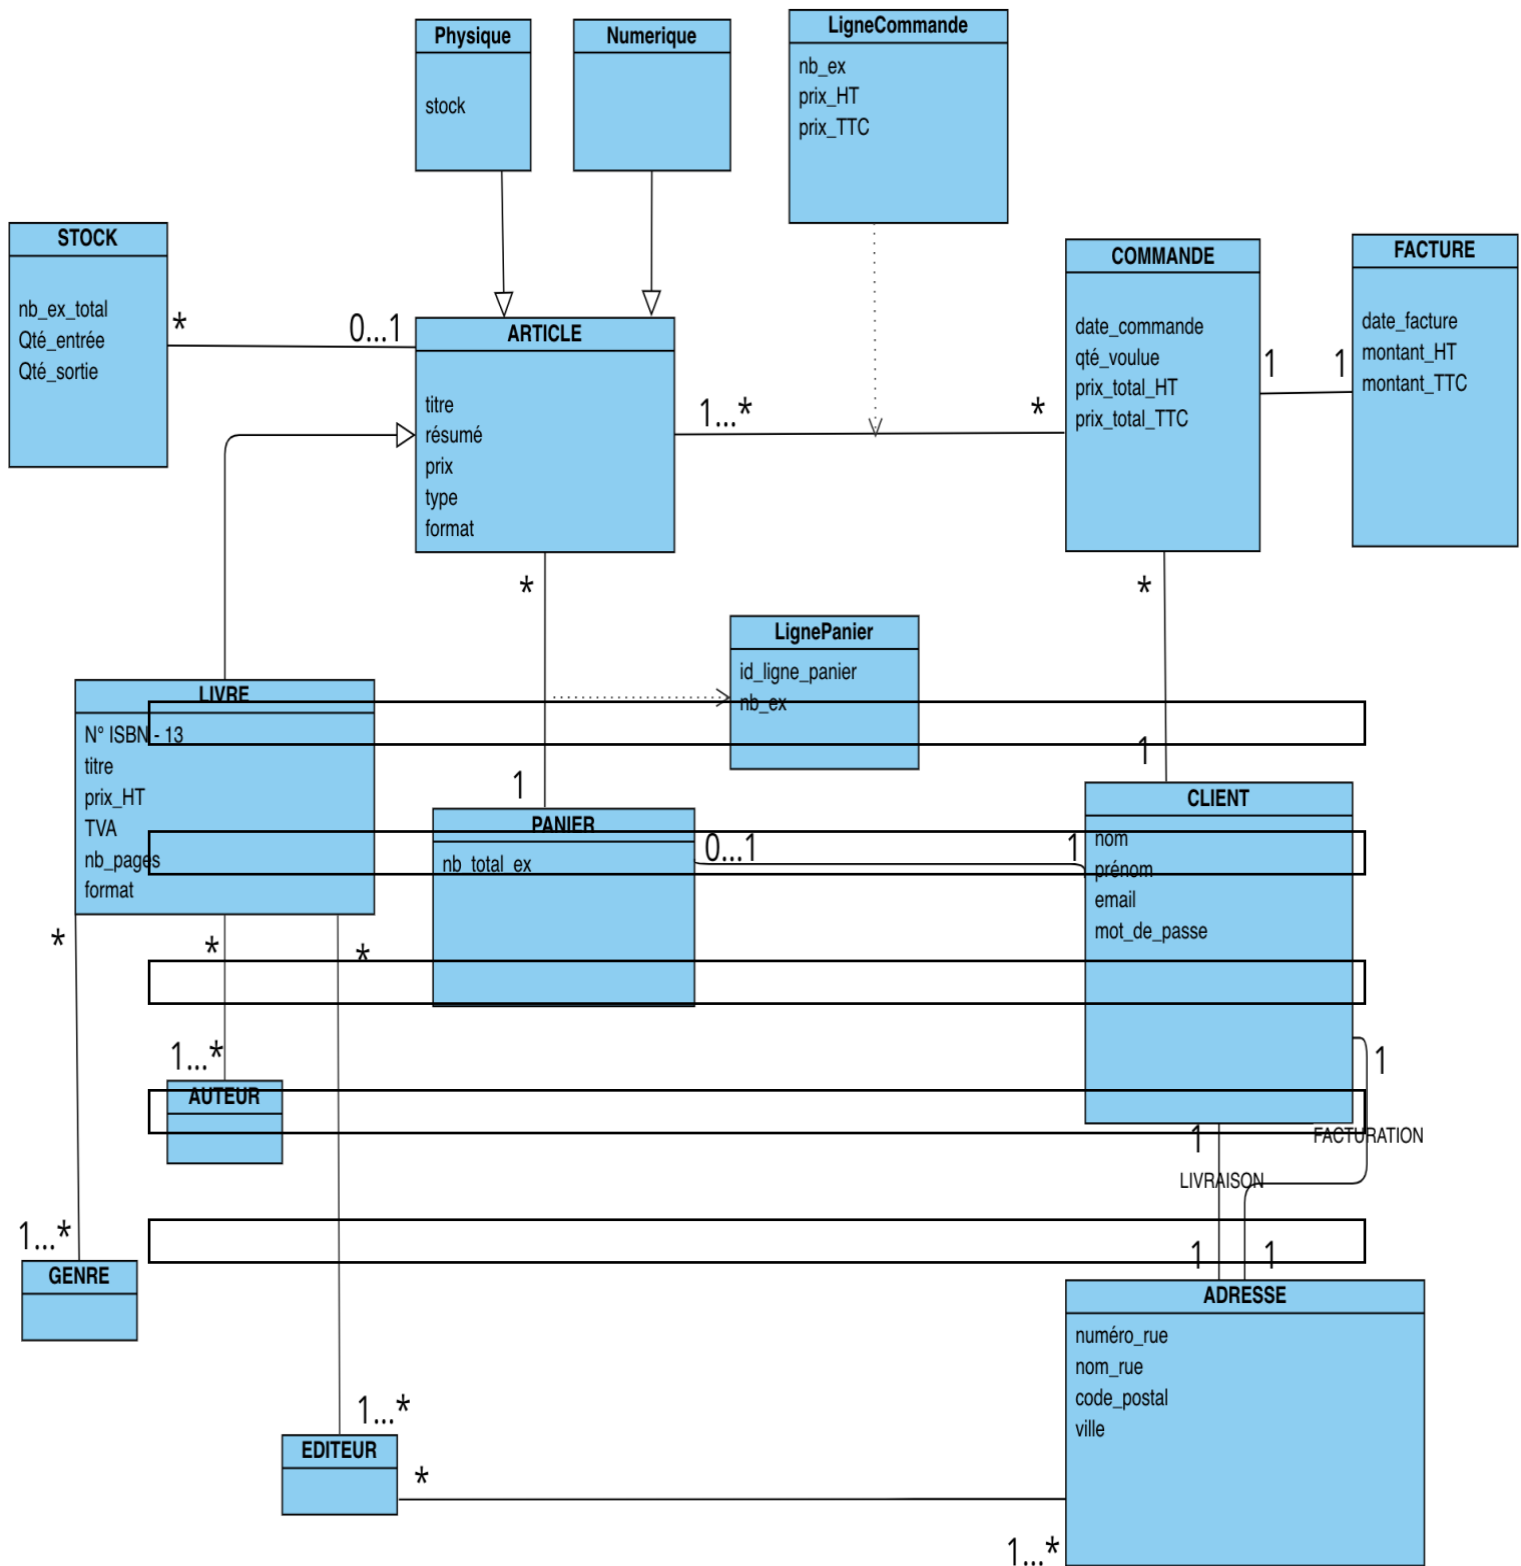 Physique
stock
Numerique
LigneCommande
nb_ex
prix_HT
prix_TTC
STOCK
nb_ex_total
Qté_entrée
Qté_sortie
*
0...1
ARTICLE
titre
résumé
prix
type
format
1...*
*
COMMANDE
date_commande
qté_voulue
prix_total_HT
prix_total_TTC
1
1
FACTURE
date_facture
montant_HT
montant_TTC
*
*
LignePanier
id_ligne_panier
nb_ex
LIVRE
N° ISBN - 13
titre
prix_HT
TVA
nb_pages
format
1
1
PANIER
nb_total_ex
0...1
1
CLIENT
nom
prénom
email
mot_de_passe
*
*
*
1...*
AUTEUR
1
1
FACTURATION
LIVRAISON
1...*
GENRE
1
1
ADRESSE
numéro_rue
nom_rue
code_postal
ville
1...*
EDITEUR
*
1...*